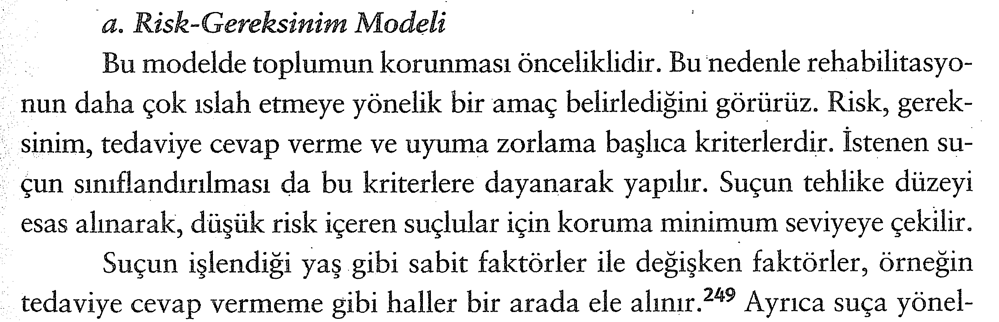 a. Risk-Gereksinim Modeli
Bu modelde toplumun korunması önceliklidir. Bu nedenle rehabilitasyo-
nun daha çok ıslah etmeye yönelik bir amaç belirlediğini görürüz. Risk, gerek-
sinim, tedaviye cevap verme ve uyuma zorlama başlıca kriterlerdir. İstenen su-
çun sınıflandırılması da bu kriterlere dayanarak yapılır. Suçun tehlike düzeyi
esas alınarak, düşük risk içeren suçlular için koruma minimum seviyeye çekilir.
Suçun işlendiği yaş gibi sabit faktörler ile değişken faktörler, örneğin
tedaviye cevap vermeme gibi haller bir arada ele alınır.²⁴⁹ Ayrıca suça yönel-